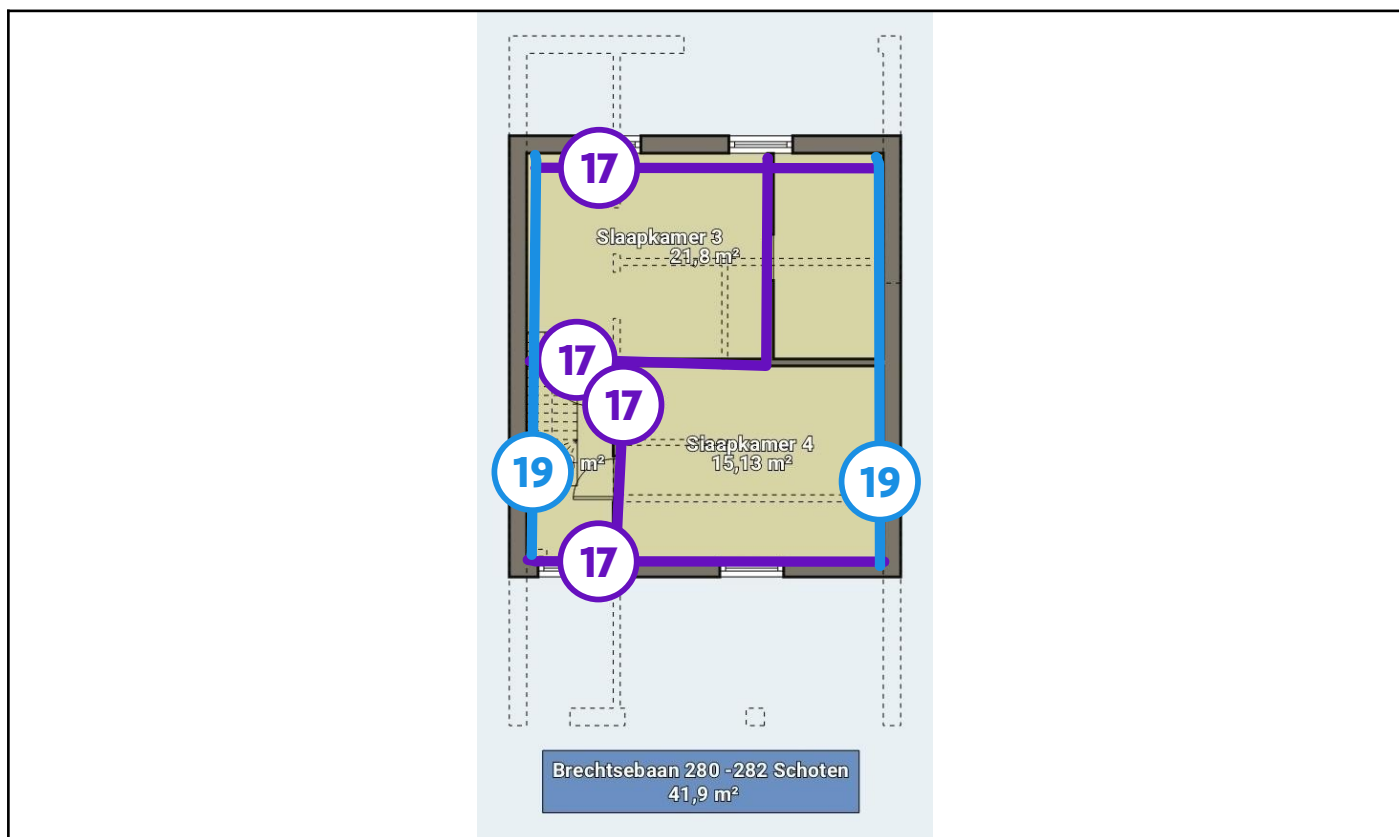 17
Slaapkamer 3
21,8 m²
17
17
Slaapkamer 4
15,13 m²
19
m²
19
17
Brechtsebaan 280 -282 Schoten
41,9 m²